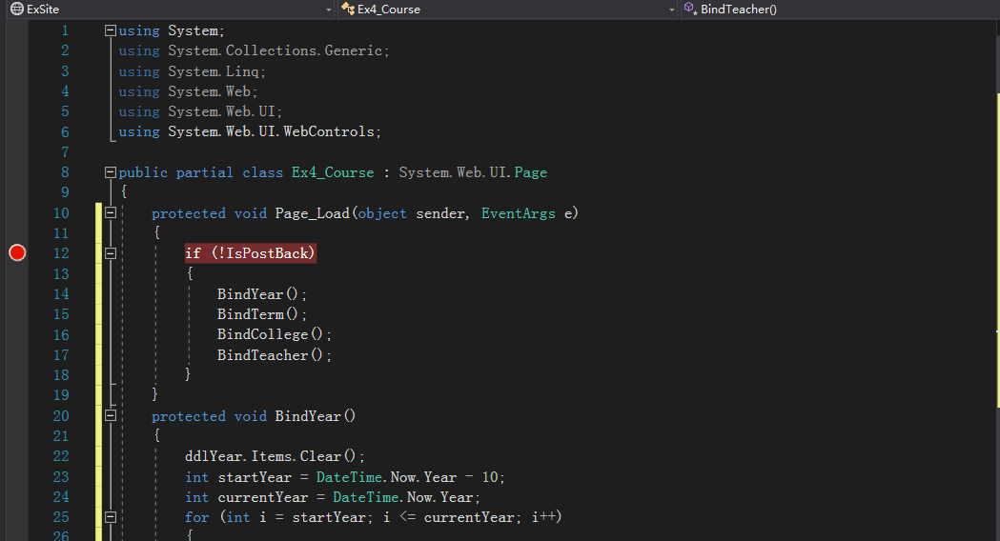 ExSite Ex4_Course BindTeacher()
1 using System;
2 using System.Collections.Generic;
3 using System.Linq;
4 using System.Web;
5 using System.Web.UI;
6 using System.Web.UI.WebControls;
7
8 public partial class Ex4_Course : System.Web.UI.Page
9 {
10 protected void Page_Load(object sender, EventArgs e)
11 {
12 if (!IsPostBack)
13 {
14 BindYear();
15 BindTerm();
16 BindCollege();
17 BindTeacher();
18 }
19 }
20 protected void BindYear()
21 {
22 ddlYear.Items.Clear();
23 int startYear = DateTime.Now.Year - 10;
24 int currentYear = DateTime.Now.Year;
25 for (int i = startYear; i <= currentYear; i++)
26 {